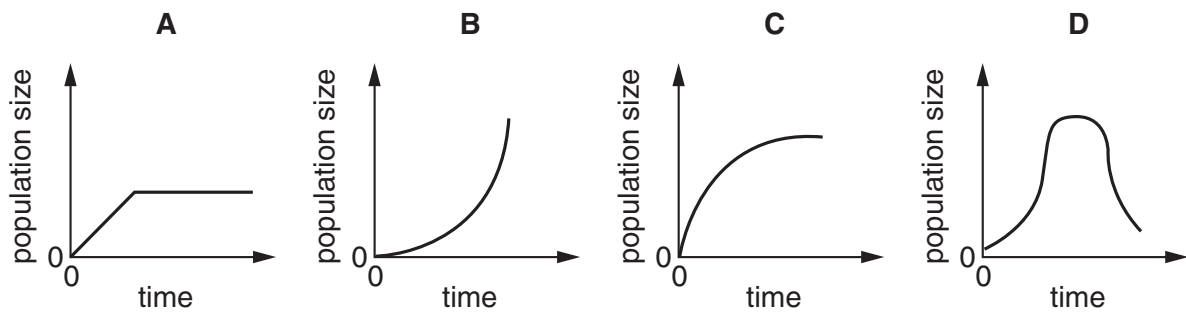 A B C D
population size population size population size population size
0 0 0 0
0 0 0 0
time time time time